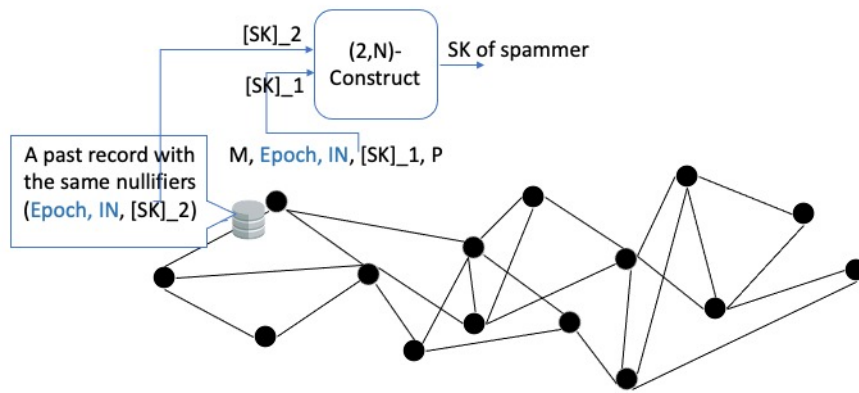 [SK]_2
(2,N)-
Construct
SK of spammer
[SK]_1
A past record with
the same nullifiers
(Epoch, IN, [SK]_2)
M, Epoch, IN, [SK]_1, P